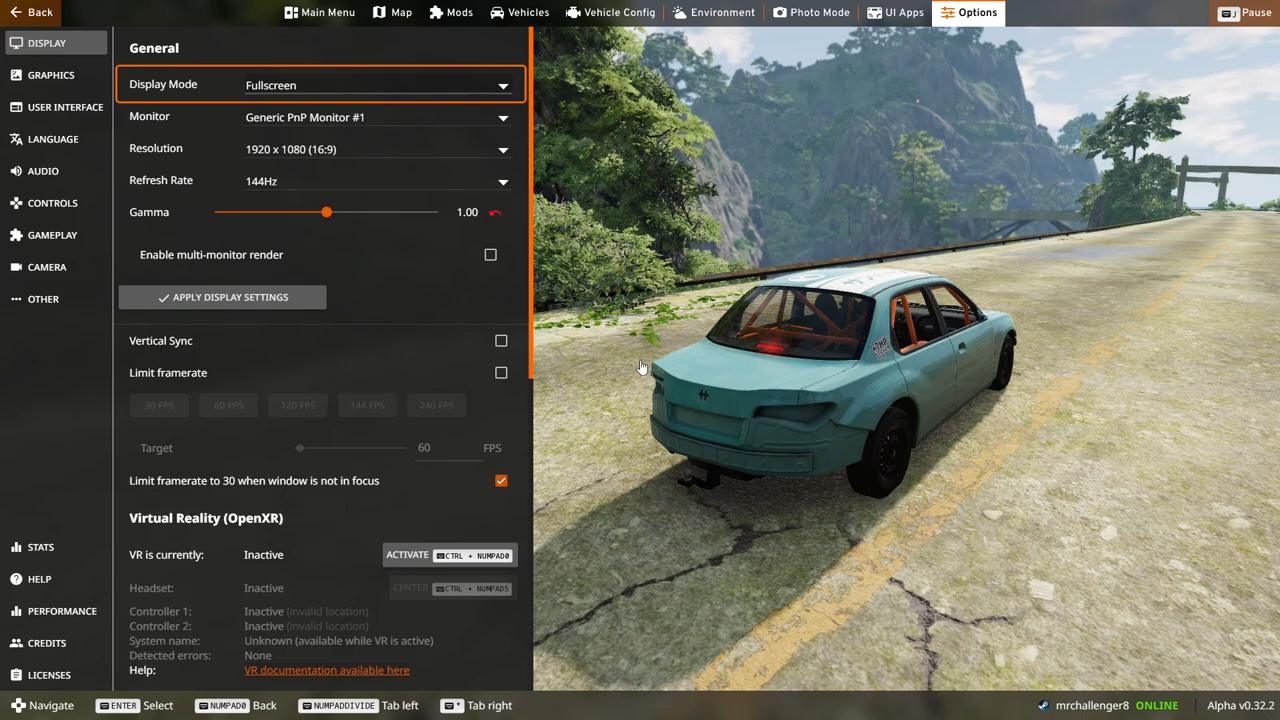 Back
Main Menu
Map
Mods
Vehicles
Vehicle Config
Environment
Photo Mode
UI Apps
Options
J Pause
DISPLAY
GRAPHICS
USER INTERFACE
LANGUAGE
AUDIO
CONTROLS
GAMEPLAY
CAMERA
OTHER
STATS
HELP
PERFORMANCE
CREDITS
LICENSES
General
Display Mode Fullscreen
Monitor Generic PnP Monitor #1
Resolution 1920 x 1080 (16:9)
Refresh Rate 144Hz
Gamma 1.00
Enable multi-monitor render
APPLY DISPLAY SETTINGS
Vertical Sync
Limit framerate
30 FPS 60 FPS 120 FPS 144 FPS 240 FPS
Target 60 FPS
Limit framerate to 30 when window is not in focus
Virtual Reality (OpenXR)
VR is currently: Inactive ACTIVATE CTRL + NUMPAD0
Headset: Inactive CENTER CTRL + NUMPAD5
Controller 1: Inactive (invalid location)
Controller 2: Inactive (invalid location)
System name: Unknown (available while VR is active)
Detected errors: None
Help: VR documentation available here
Navigate ENTER Select NUMPAD0 Back NUMPADDIVIDE Tab left * Tab right
mrchallenger8 ONLINE Alpha v0.32.2